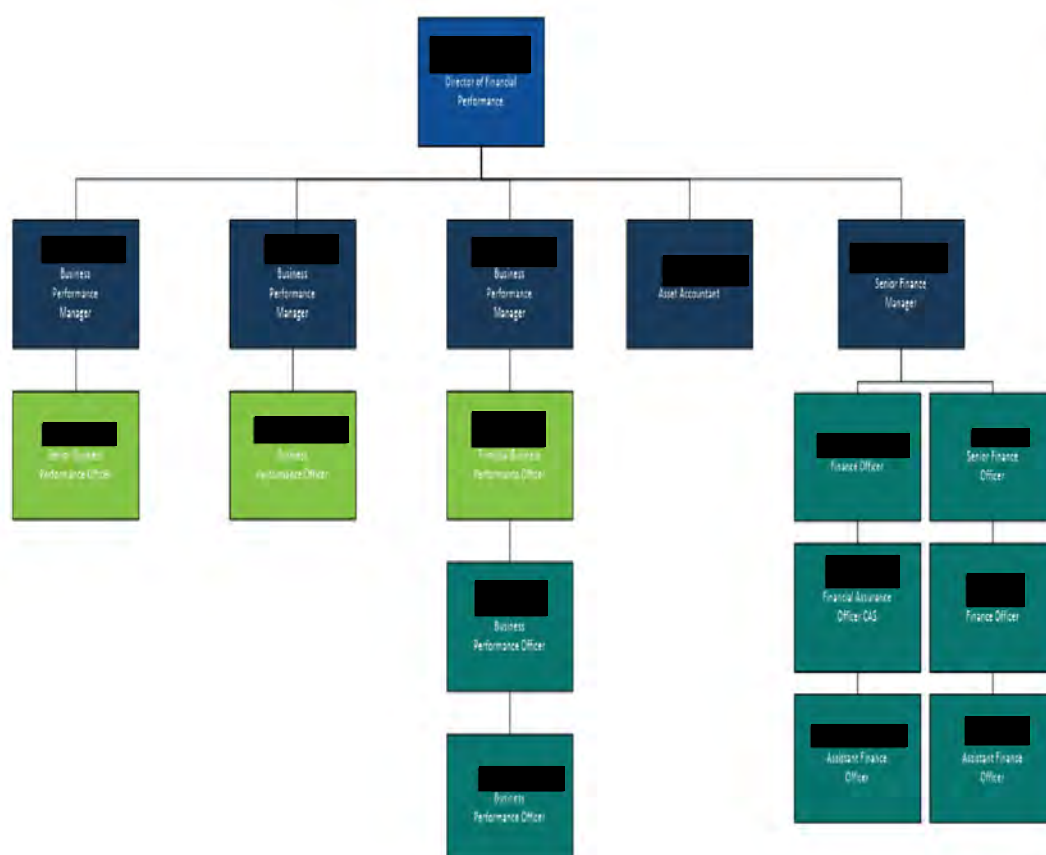 Director of Financial
Performance
Business
Performance
Manager
Business
Performance
Manager
Business
Performance
Manager
Asset Accountant
Senior Finance
Manager
Senior Business
Performance Officer
Business
Performance Officer
Principal Business
Performance Officer
Finance Officer
Senior Finance
Officer
Financial Assurance
Officer CAS
Finance Officer
Business
Performance Officer
Assistant Finance
Officer
Assistant Finance
Officer
Business
Performance Officer